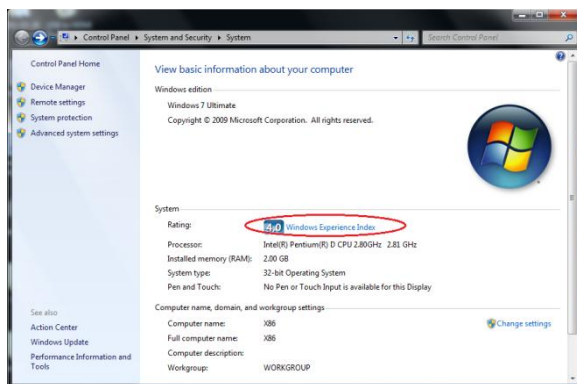 Control Panel ▸ System and Security ▸ System
Search Control Panel
Control Panel Home
Device Manager
Remote settings
System protection
Advanced system settings
See also
Action Center
Windows Update
Performance Information and
Tools
View basic information about your computer
Windows edition
Windows 7 Ultimate
Copyright © 2009 Microsoft Corporation.  All rights reserved.
System
Rating: 4,0 Windows Experience Index
Processor: Intel(R) Pentium(R) D CPU 2.80GHz 2.81 GHz
Installed memory (RAM): 2.00 GB
System type: 32-bit Operating System
Pen and Touch: No Pen or Touch Input is available for this Display
Computer name, domain, and workgroup settings
Computer name: X86
Change settings
Full computer name: X86
Computer description:
Workgroup: WORKGROUP